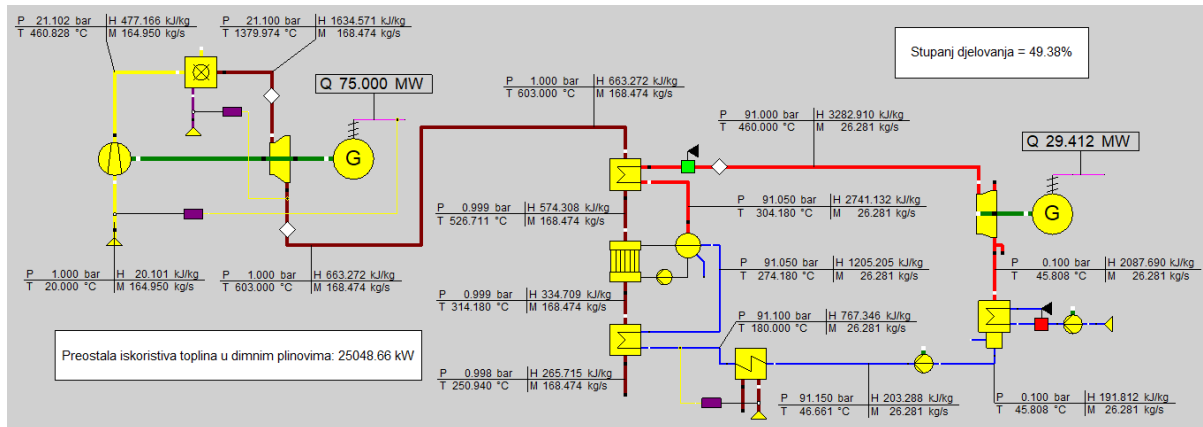 P 21.102 bar H 477.166 kJ/kg
T 460.828 °C M 164.950 kg/s
P 21.100 bar H 1634.571 kJ/kg
T 1379.974 °C M 168.474 kg/s
Stupanj djelovanja = 49.38%
Q 75.000 MW
P 1.000 bar H 663.272 kJ/kg
T 603.000 °C M 168.474 kg/s
P 91.000 bar H 3282.910 kJ/kg
T 460.000 °C M 26.281 kg/s
Q 29.412 MW
G
G
P 0.999 bar H 574.308 kJ/kg
T 526.711 °C M 168.474 kg/s
P 91.050 bar H 2741.132 kJ/kg
T 304.180 °C M 26.281 kg/s
P 1.000 bar H 20.101 kJ/kg
T 20.000 °C M 164.950 kg/s
P 1.000 bar H 663.272 kJ/kg
T 603.000 °C M 168.474 kg/s
P 91.050 bar H 1205.205 kJ/kg
T 274.180 °C M 26.281 kg/s
P 0.100 bar H 2087.690 kJ/kg
T 45.808 °C M 26.281 kg/s
P 0.999 bar H 334.709 kJ/kg
T 314.180 °C M 168.474 kg/s
P 91.100 bar H 767.346 kJ/kg
T 180.000 °C M 26.281 kg/s
Preostala iskoristiva toplina u dimnim plinovima: 25048.66 kW
P 0.998 bar H 265.715 kJ/kg
T 250.940 °C M 168.474 kg/s
P 91.150 bar H 203.288 kJ/kg
T 46.661 °C M 26.281 kg/s
P 0.100 bar H 191.812 kJ/kg
T 45.808 °C M 26.281 kg/s